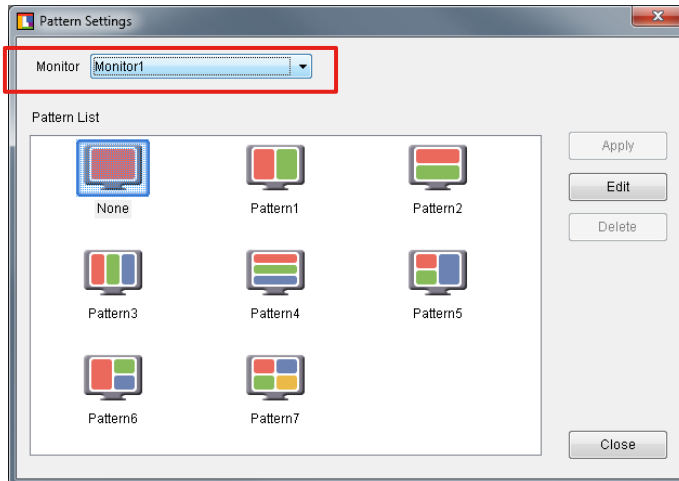 Pattern Settings
Monitor Monitor1
Pattern List
None Pattern1 Pattern2
Pattern3 Pattern4 Pattern5
Pattern6 Pattern7
Apply
Edit
Delete
Close